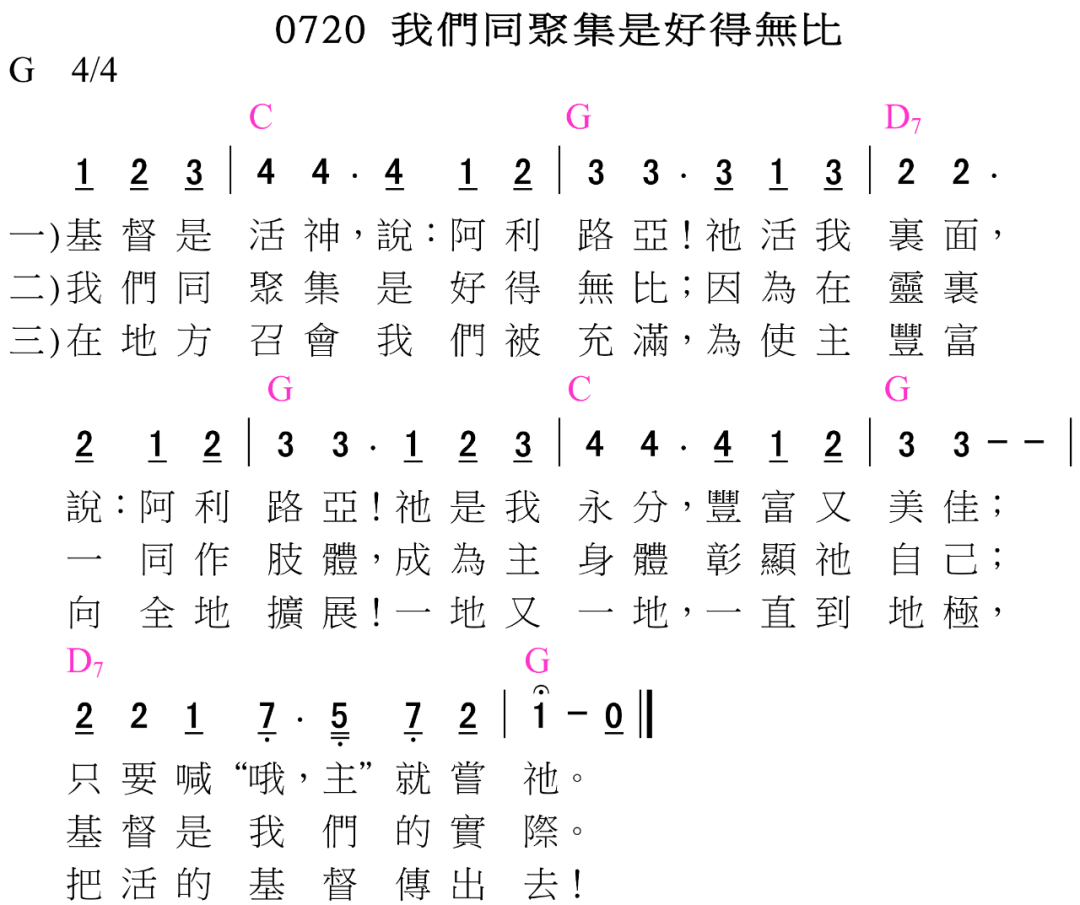 0720 我們同聚集是好得無比
G 4/4
C G D7
1 2 3 | 4 4 . 4 1 2 | 3 3 . 3 1 3 | 2 2 .
一)基督是活神，說：阿利路亞！祂活我裏面，
二)我們同聚集是好得無比；因為在靈裏
三)在地方召會我們被充滿，為使主豐富
G C G
2 1 2 | 3 3 . 1 2 3 | 4 4 . 4 1 2 | 3 3 – – |
說：阿利路亞！祂是我永分，豐富又美佳；
一同作肢體，成為主身體彰顯祂自己；
向全地擴展！一地又一地，一直到地極，
D7 G
2 2 1 7 . 5 7 2 | 1 – 0 ||
只要喊“哦，主”就嘗祂。
基督是我們的實際。
把活的基督傳出去！